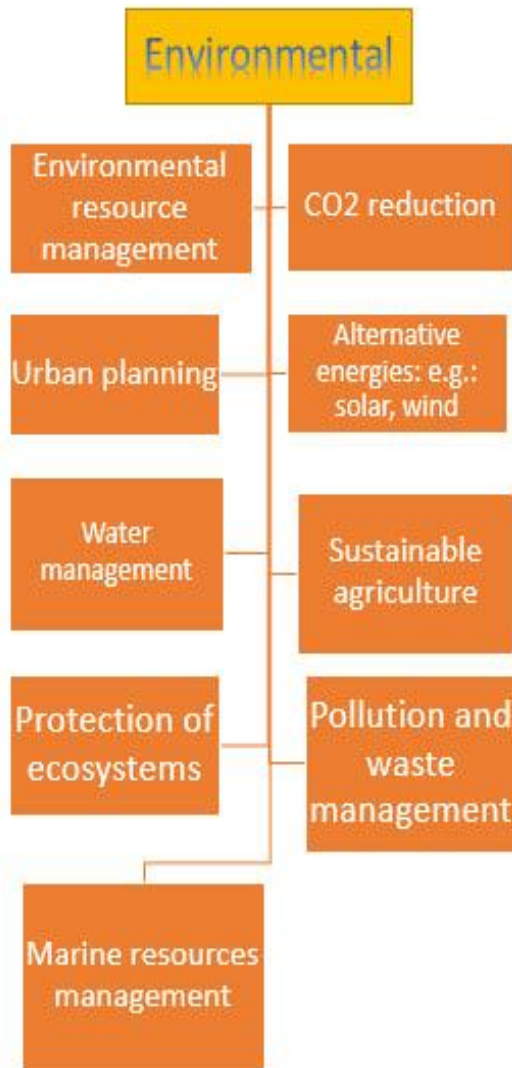 Environmental
Environmental
resource
management
CO2 reduction
Urban planning
Alternative
energies: e.g.:
solar, wind
Water
management
Sustainable
agriculture
Protection of
ecosystems
Pollution and
waste
management
Marine resources
management